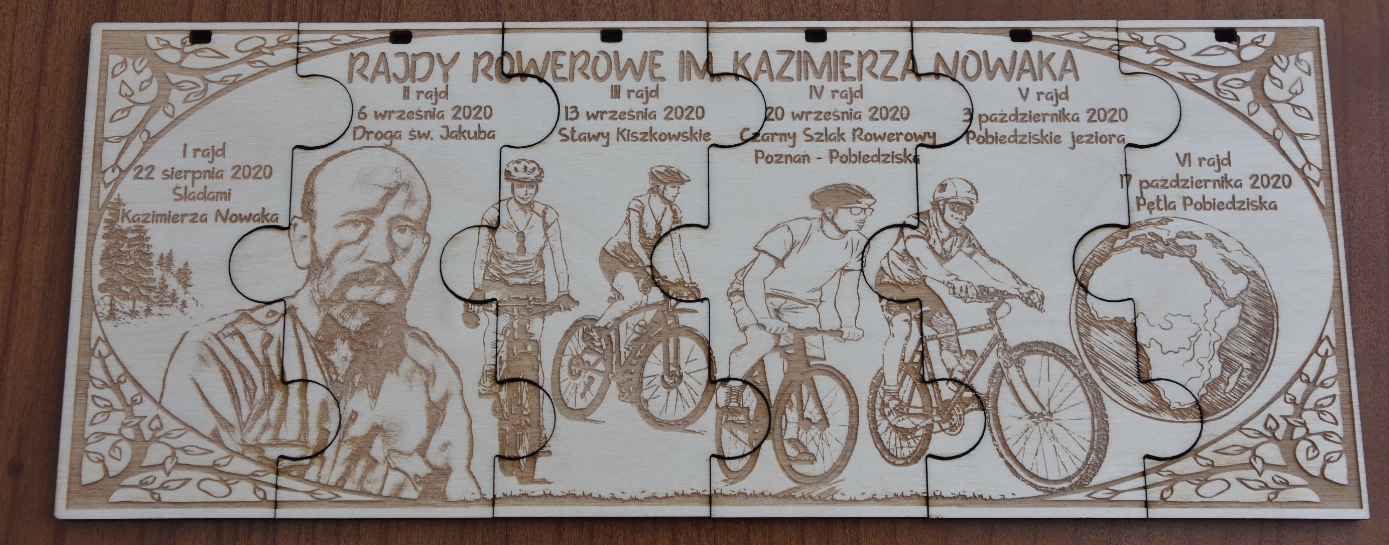 RAJDY ROWEROWE IM. KAZIMIERZA NOWAKA
I rajd
22 sierpnia 2020
Śladami
Kazimierza Nowaka
II rajd
6 września 2020
Droga św. Jakuba
III rajd
13 września 2020
Stawy Kiszkowskie
IV rajd
20 września 2020
Czarny Szlak Rowerowy
Poznań - Pobiedziska
V rajd
3 października 2020
Pobiedziskie jeziora
VI rajd
17 października 2020
Pętla Pobiedziska